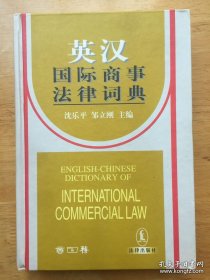 英汉
国际商事
法律词典
沈乐平 邹立刚 主编
ENGLISH-CHINESE
DICTIONARY OF
INTERNATIONAL
COMMERCIAL LAW
法律出版社